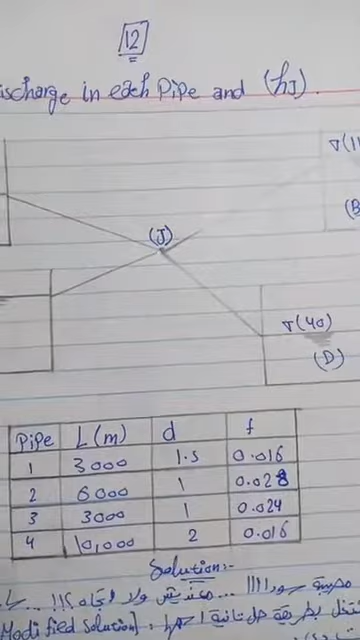 12
ischarge in each Pipe and (hJ).
∇(11
(B
(J)
∇(40)
(D)
Pipe L(m) d f
1 3000 1.5 0.016
2 6000 1 0.028
3 3000 1 0.024
4 10,000 2 0.016
Solution:-
Modified Solution